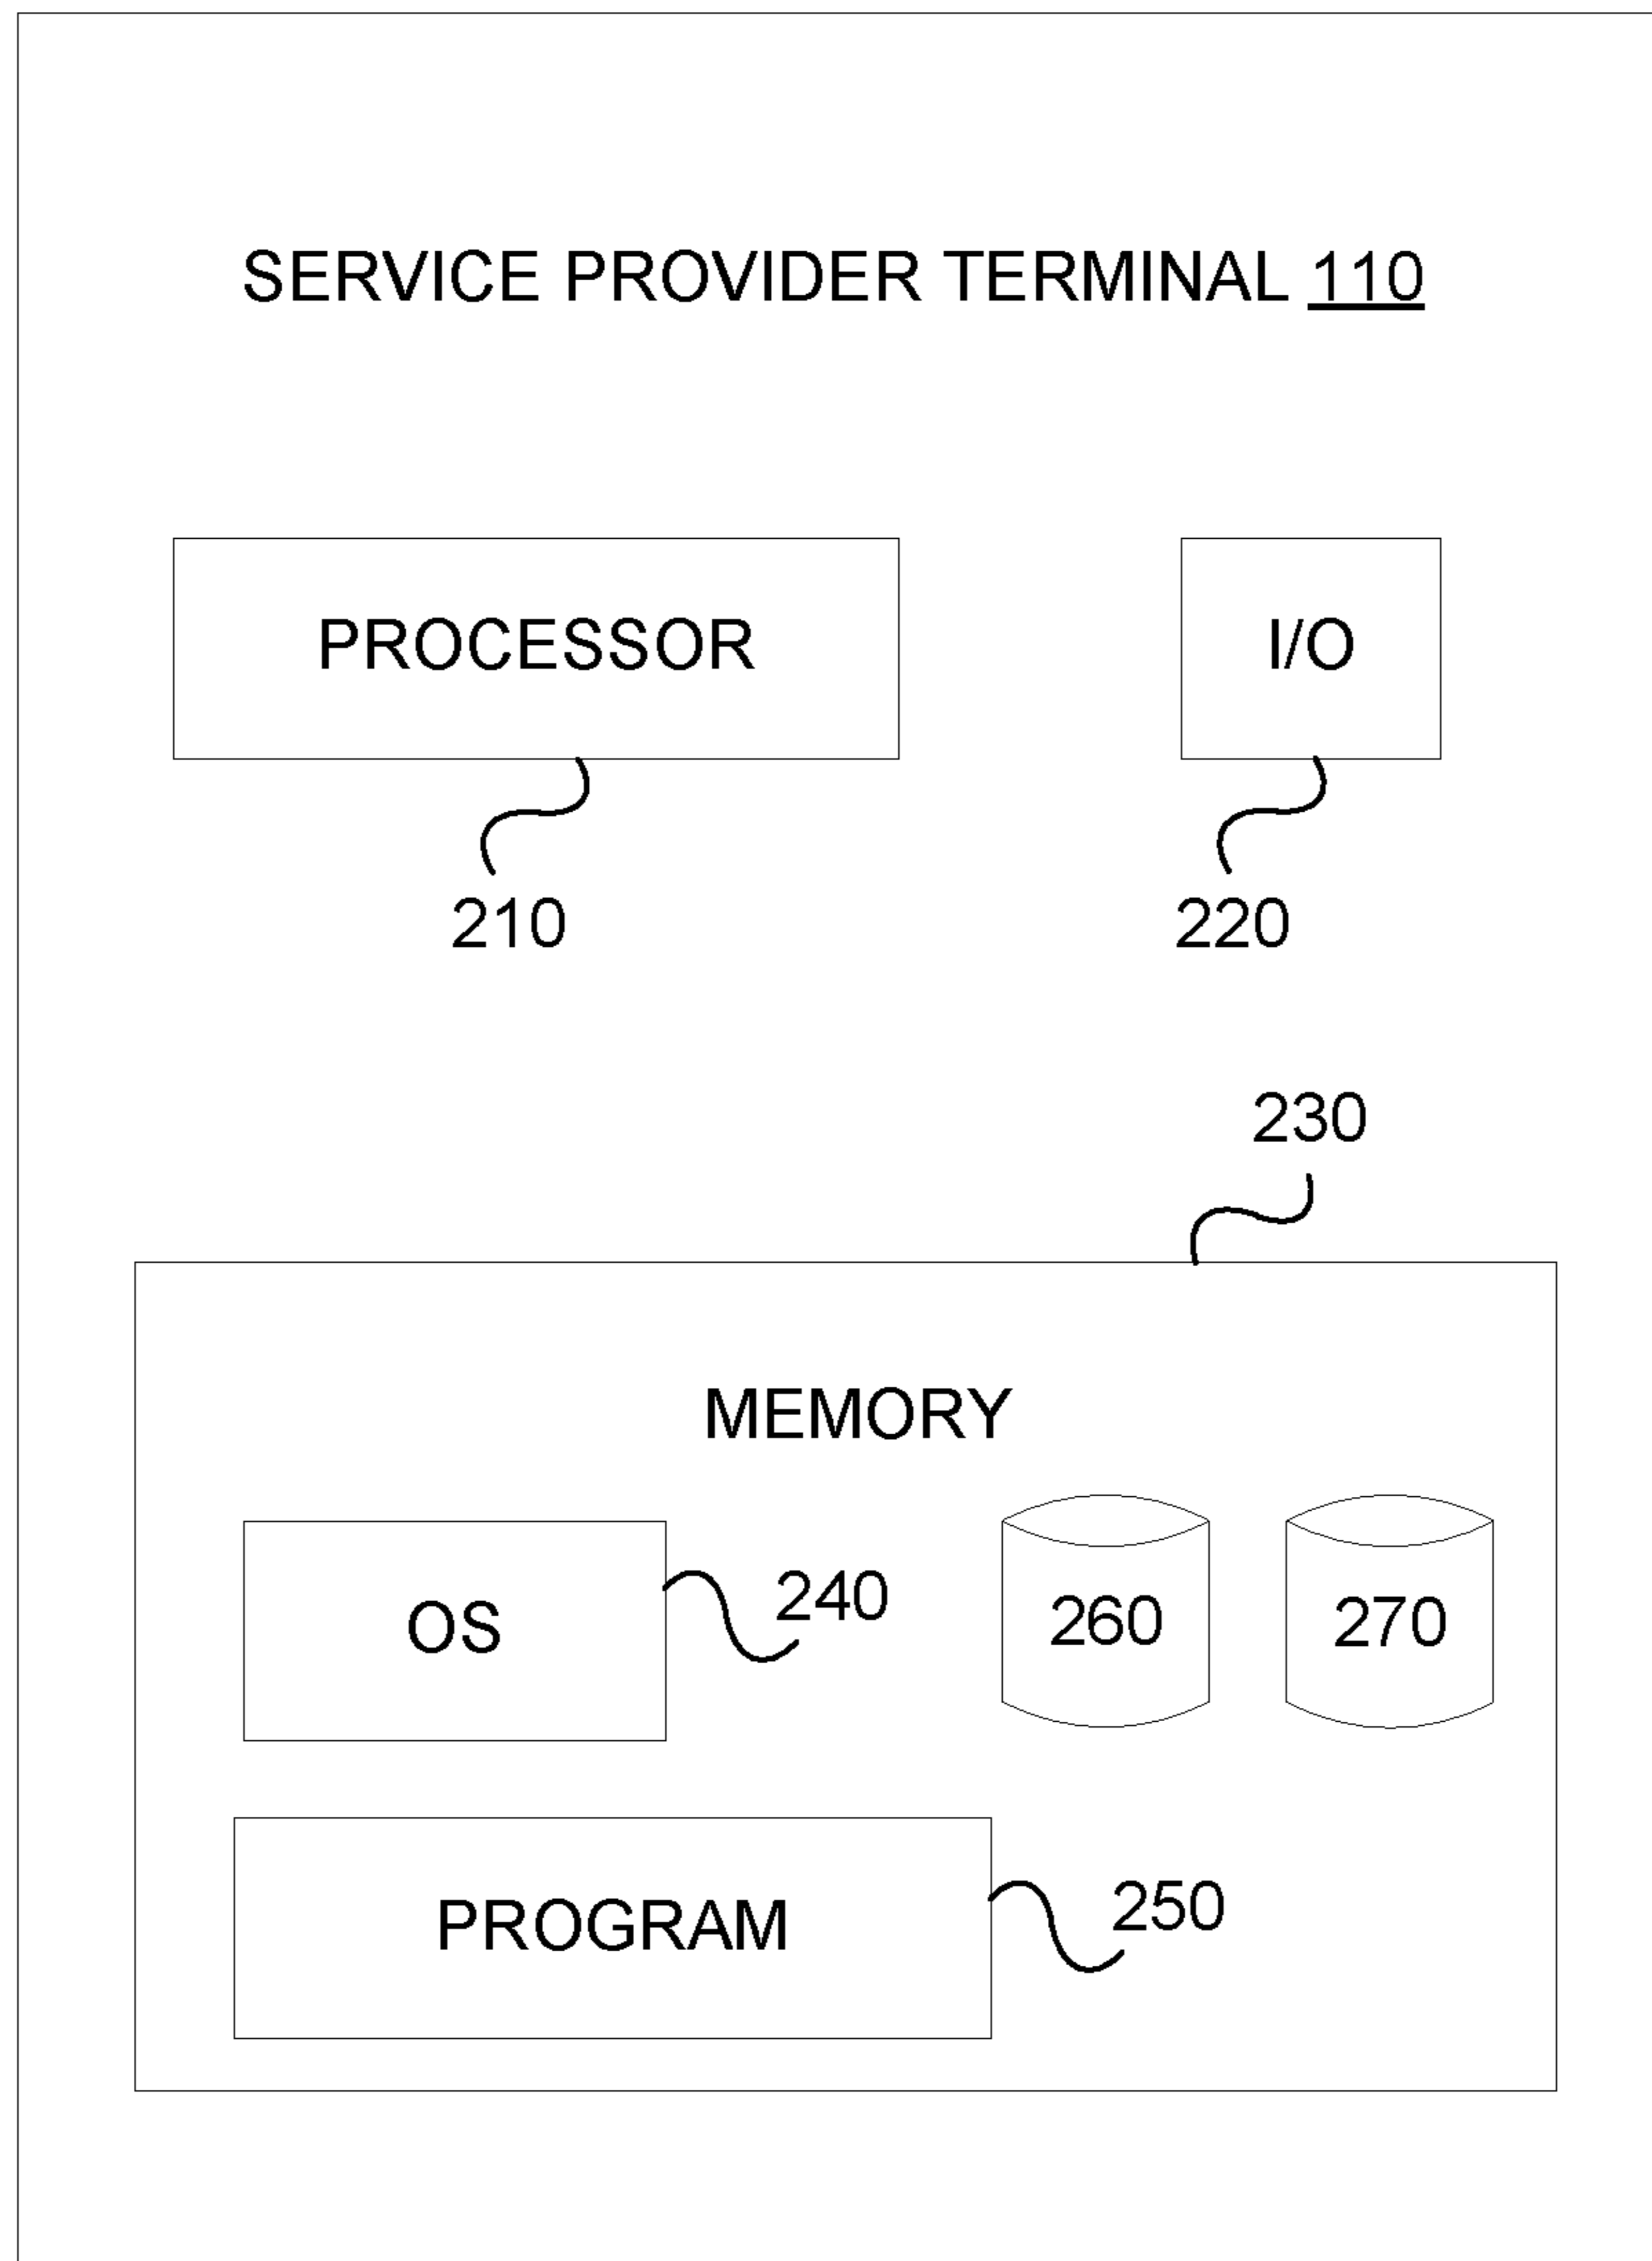 SERVICE PROVIDER TERMINAL 110
PROCESSOR
I/O
210
220
230
MEMORY
OS
240
260
270
PROGRAM
250